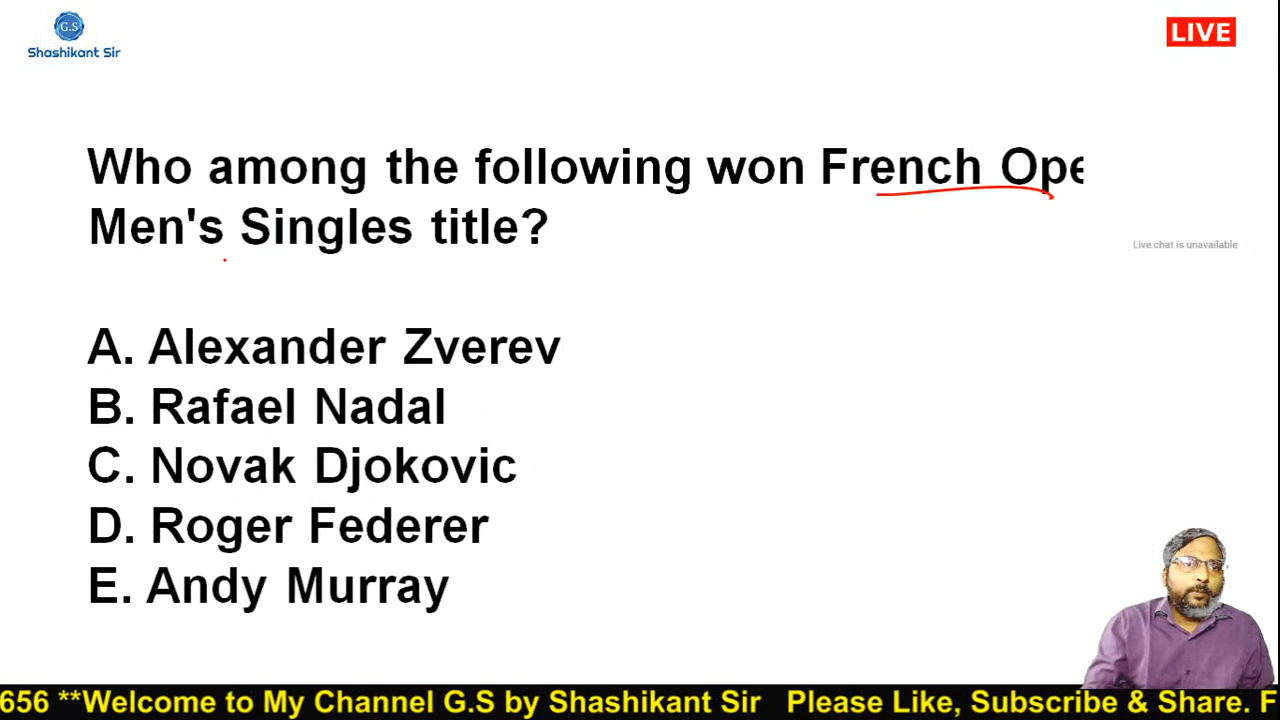 G.S
Shashikant Sir
LIVE
Who among the following won French Ope
Men's Singles title?
Live chat is unavailable
A. Alexander Zverev
B. Rafael Nadal
C. Novak Djokovic
D. Roger Federer
E. Andy Murray
656 **Welcome to My Channel G.S by Shashikant Sir Please Like, Subscribe & Share. F